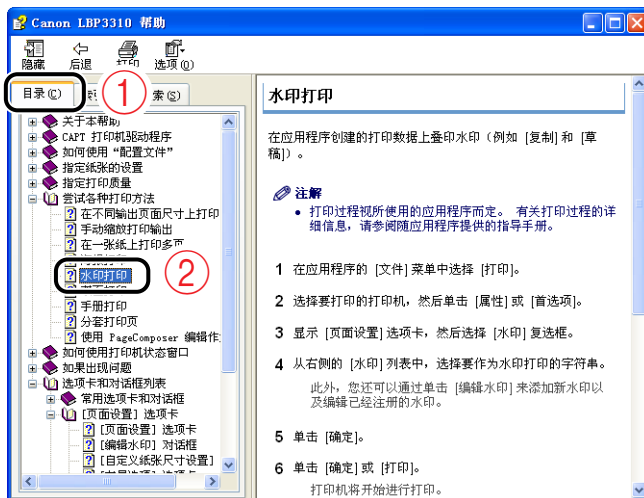 Canon LBP3310 帮助
隐藏 后退 打印 选项(O)
目录(C) 索(S)
①
关于本帮助
CAPT 打印机驱动程序
如何使用“配置文件”
指定纸张的设置
指定打印质量
尝试各种打印方法
在不同输出页面尺寸上打印
手动缩放打印输出
在一张纸上打印多页
水印打印
②
手册打印
分套打印页
使用 PageComposer 编辑作
如何使用打印机状态窗口
如果出现问题
选项卡和对话框列表
常用选项卡和对话框
[页面设置] 选项卡
[页面设置] 选项卡
[编辑水印] 对话框
[自定义纸张尺寸设置]
水印打印
在应用程序创建的打印数据上叠印水印（例如 [复制] 和 [草
稿]）。
注解
• 打印过程视所使用的应用程序而定。 有关打印过程的详
细信息，请参阅随应用程序提供的指导手册。
1 在应用程序的 [文件] 菜单中选择 [打印]。
2 选择要打印的打印机，然后单击 [属性] 或 [首选项]。
3 显示 [页面设置] 选项卡，然后选择 [水印] 复选框。
4 从右侧的 [水印] 列表中，选择要作为水印打印的字符串。
此外，您还可以通过单击 [编辑水印] 来添加新水印以
及编辑已经注册的水印。
5 单击 [确定]。
6 单击 [确定] 或 [打印]。
打印机将开始进行打印。